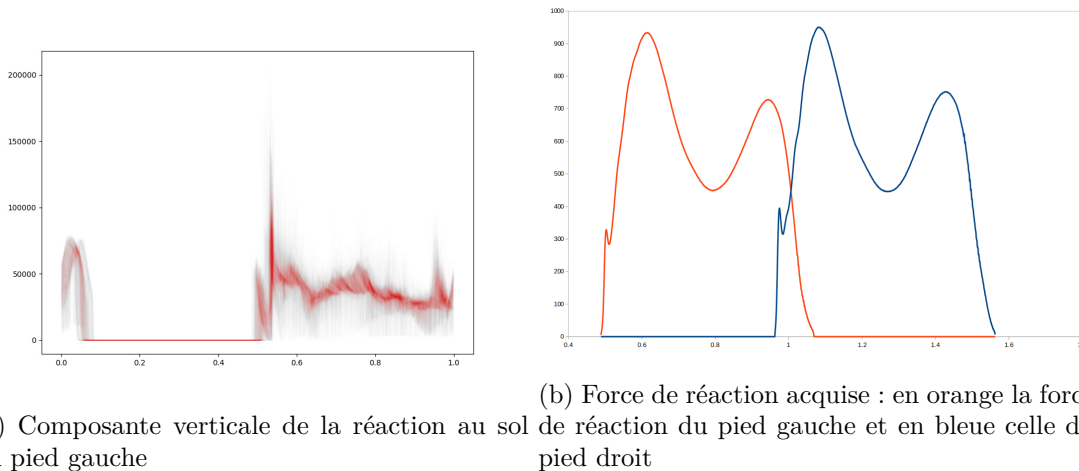 200000
150000
100000
50000
0
0.0 0.2 0.4 0.6 0.8 1.0
1000
900
800
700
600
500
400
300
200
100
0
0.4 0.6 0.8 1 1.2 1.4 1.6
) Composante verticale de la réaction au sol
pied gauche
(b) Force de réaction acquise : en orange la forc
de réaction du pied gauche et en bleue celle d
pied droit